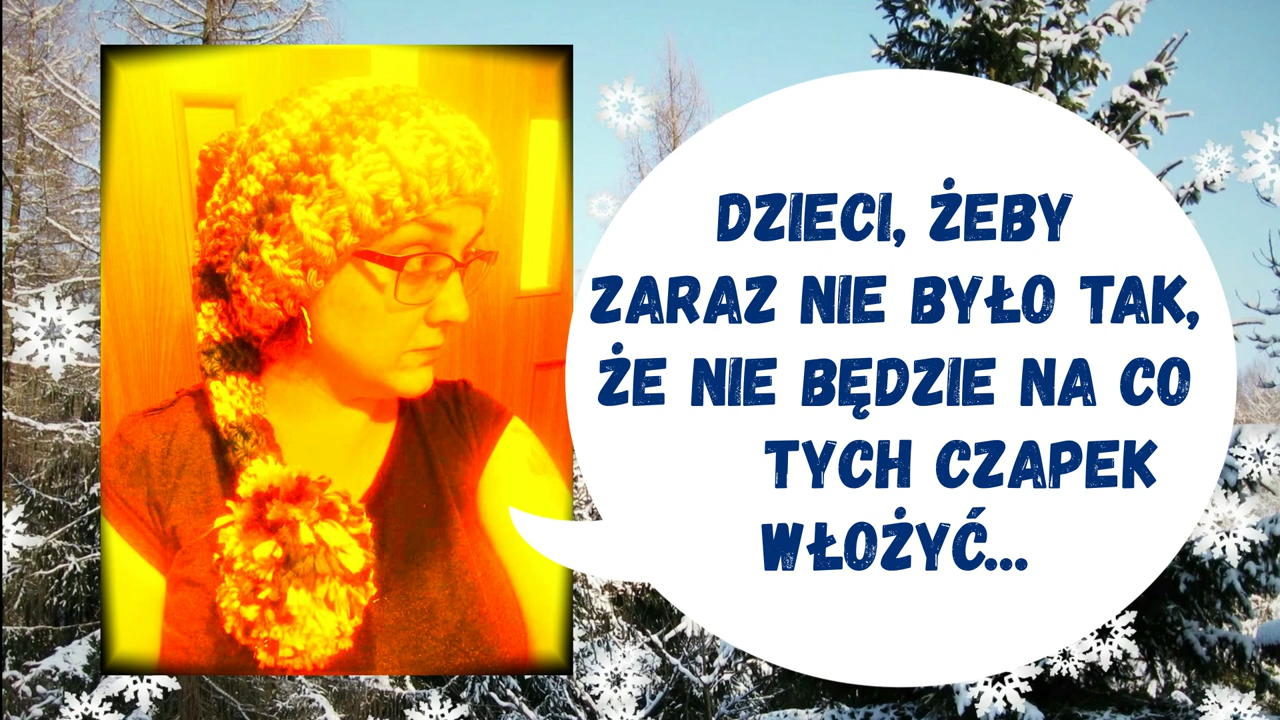 DZIECI, ŻEBY
ZARAZ NIE BYŁO TAK,
ŻE NIE BĘDZIE NA CO
TYCH CZAPEK
WŁOŻYĆ...